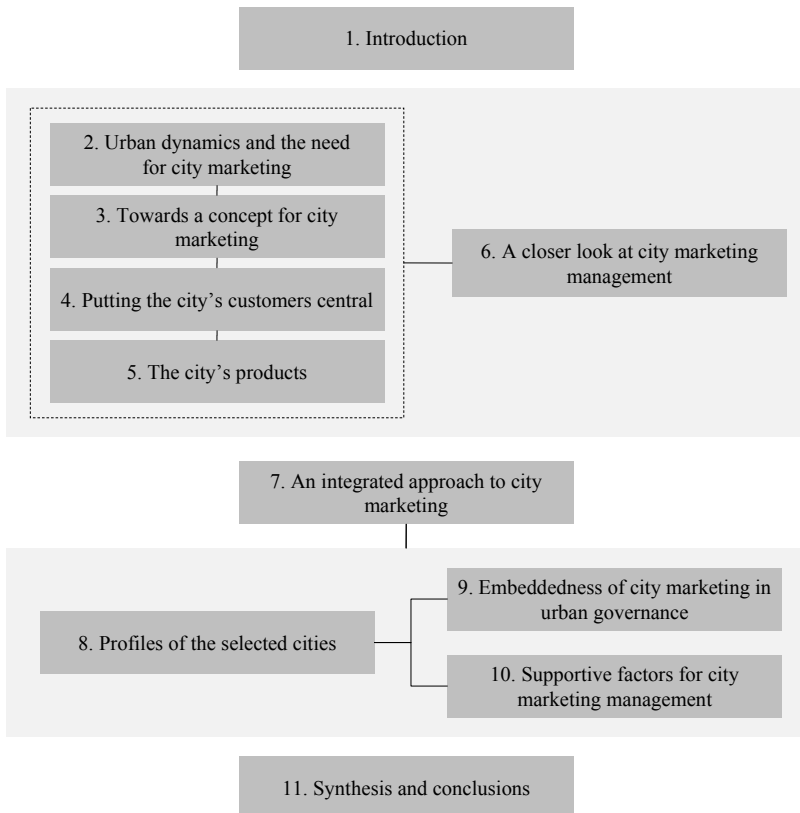 1. Introduction
2. Urban dynamics and the need
for city marketing
3. Towards a concept for city
marketing
4. Putting the city’s customers central
5. The city’s products
6. A closer look at city marketing
management
7. An integrated approach to city
marketing
8. Profiles of the selected cities
9. Embeddedness of city marketing in
urban governance
10. Supportive factors for city
marketing management
11. Synthesis and conclusions